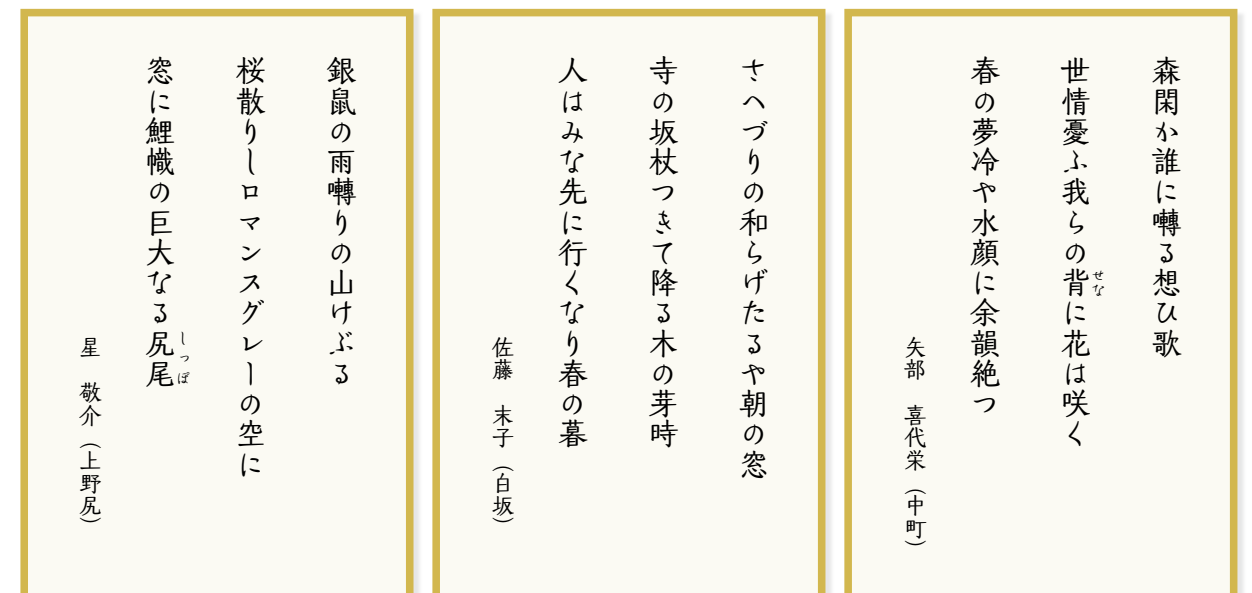 森閑か誰に囀る想ひ歌
世情憂ふ我らの背に花は咲く
せな
春の夢冷や水顔に余韻絶つ
矢部　喜代栄（中町）
さへづりの和らげたるや朝の窓
寺の坂杖つきて降る木の芽時
人はみな先に行くなり春の暮
佐藤　末子（白坂）
銀鼠の雨囀りの山けぶる
桜散りしロマンスグレーの空に
窓に鯉幟の巨大なる尻尾
しっぽ
星　敬介（上野尻）